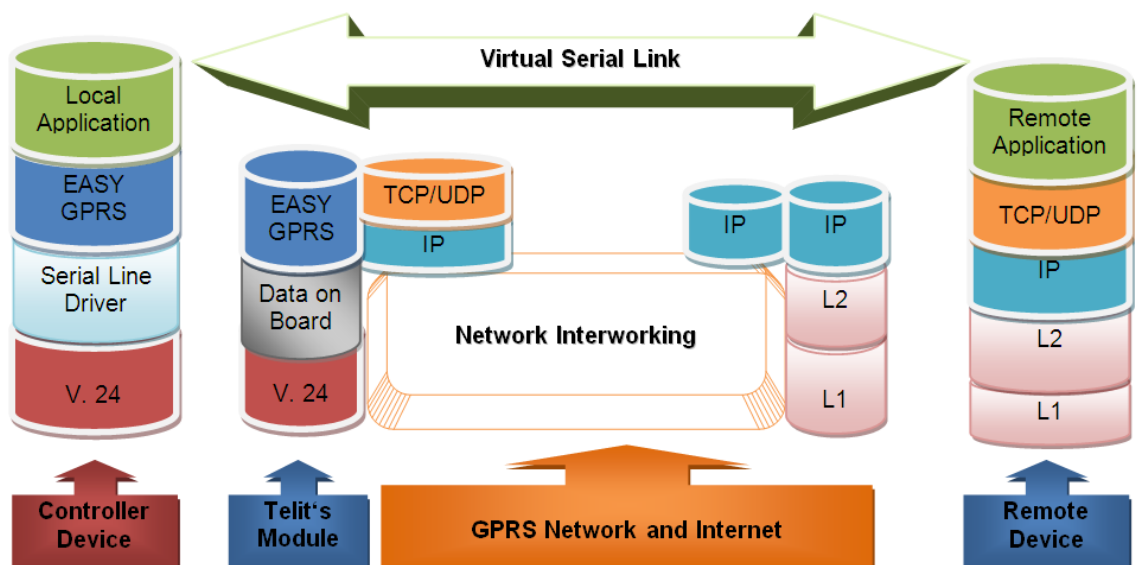 Virtual Serial Link
Local
Application
EASY
GPRS
Serial Line
Driver
V. 24
EASY
GPRS
Data on
Board
V. 24
TCP/UDP
IP
Network Interworking
IP
IP
L2
L1
Remote
Application
TCP/UDP
IP
L2
L1
Controller
Device
Telit‘s
Module
GPRS Network and Internet
Remote
Device